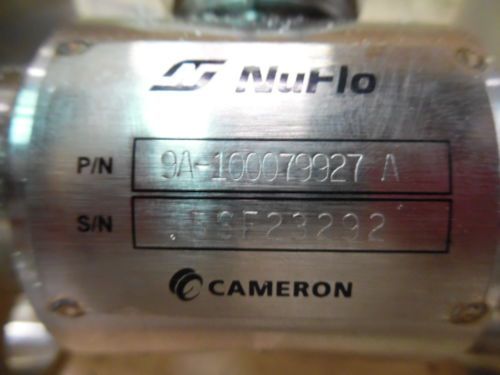 NuFlo
P/N 9A-100079927 A
S/N
CAMERON